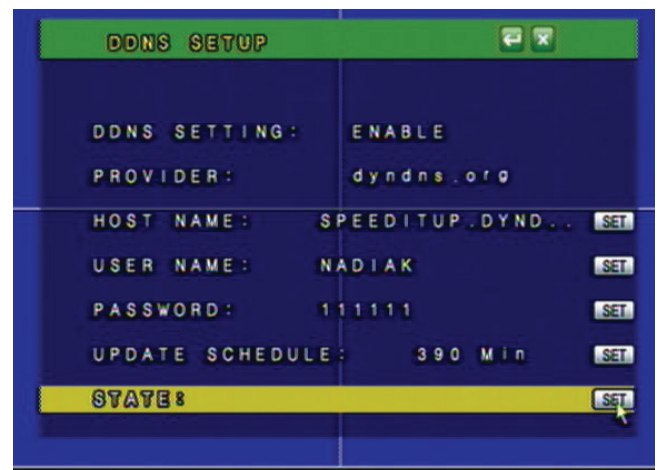 DDNS SETUP
DDNS SETTING: ENABLE
PROVIDER: dyndns.org
HOST NAME: SPEEDITUP.DYND.. SET
USER NAME: NADIAK SET
PASSWORD: 111111 SET
UPDATE SCHEDULE: 390 Min SET
STATE: SET